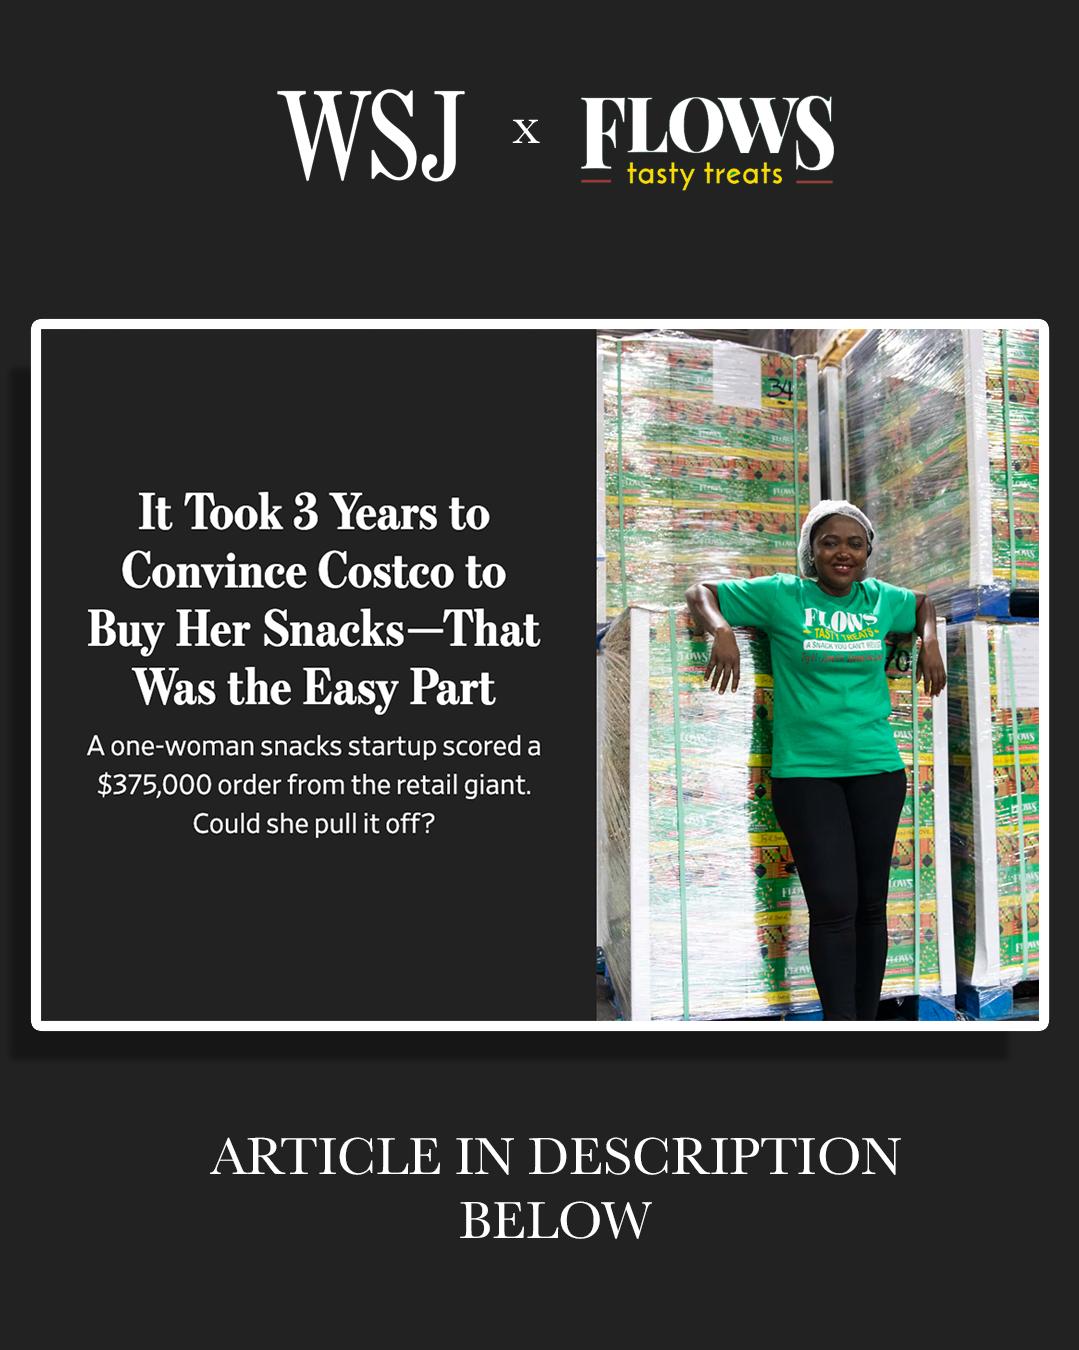 WSJ x FLOWS
tasty treats
It Took 3 Years to
Convince Costco to
Buy Her Snacks—That
Was the Easy Part
A one-woman snacks startup scored a
$375,000 order from the retail giant.
Could she pull it off?
34
FLOWS
TASTY TREATS
A SNACK YOU CAN'T RESIST
20
FLOWS
ARTICLE IN DESCRIPTION
BELOW